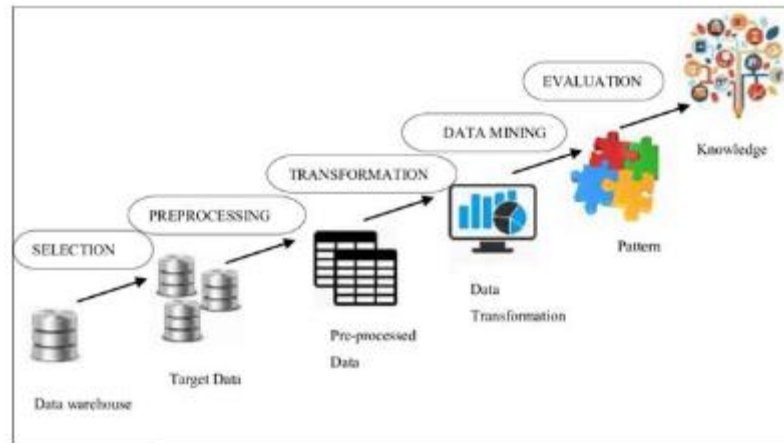 EVALUATION
Knowledge
DATA MINING
Pattern
TRANSFORMATION
Data
Transformation
PREPROCESSING
Pre-processed
Data
SELECTION
Target Data
Data warehouse